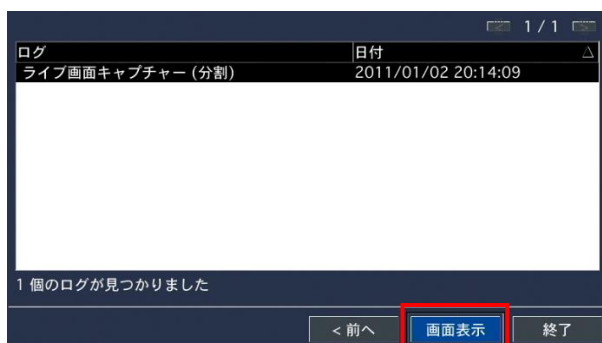 1 / 1
ログ 日付 △
ライブ画面キャプチャー (分割) 2011/01/02 20:14:09
1 個のログが見つかりました
< 前へ 画面表示 終了